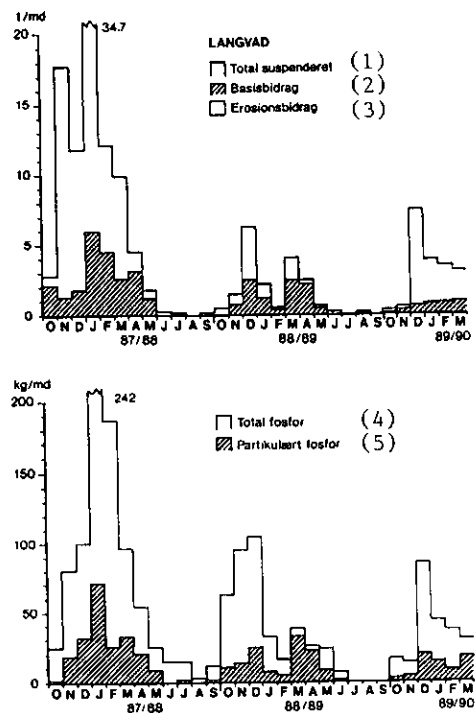 t/md
34.7
LANGVAD
Total suspenderet (1)
Basisbidrag (2)
Erosionsbidrag (3)
20
15
10
5
0
O N D J F M A M J J A S O N D J F M A M J J A S O N D J F M
87/88 88/89 89/90
kg/md
242
Total fosfor (4)
Partikulært fosfor (5)
200
150
100
50
0
O N D J F M A M J J A S O N D J F M A M J J A S O N D J F M
87/88 88/89 89/90